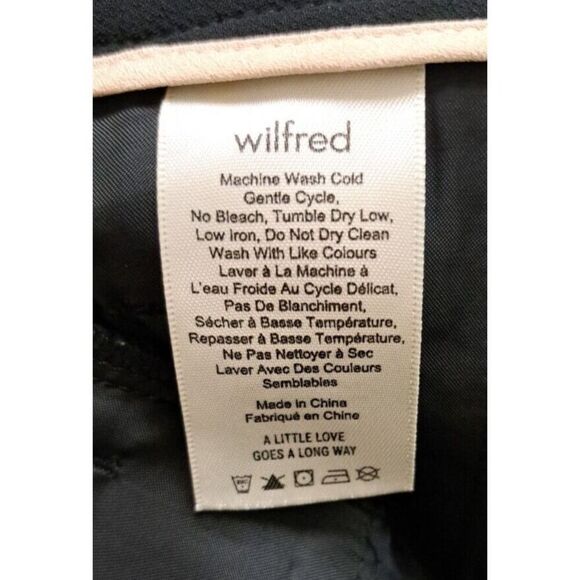 wilfred
Machine Wash Cold
Gentle Cycle,
No Bleach, Tumble Dry Low,
Low Iron, Do Not Dry Clean
Wash With Like Colours
Laver à La Machine à
L'eau Froide Au Cycle Délicat,
Pas De Blanchiment,
Sécher à Basse Température,
Repasser à Basse Température,
Ne Pas Nettoyer à Sec
Laver Avec Des Couleurs
Semblables
Made in China
Fabriqué en Chine
A LITTLE LOVE
GOES A LONG WAY